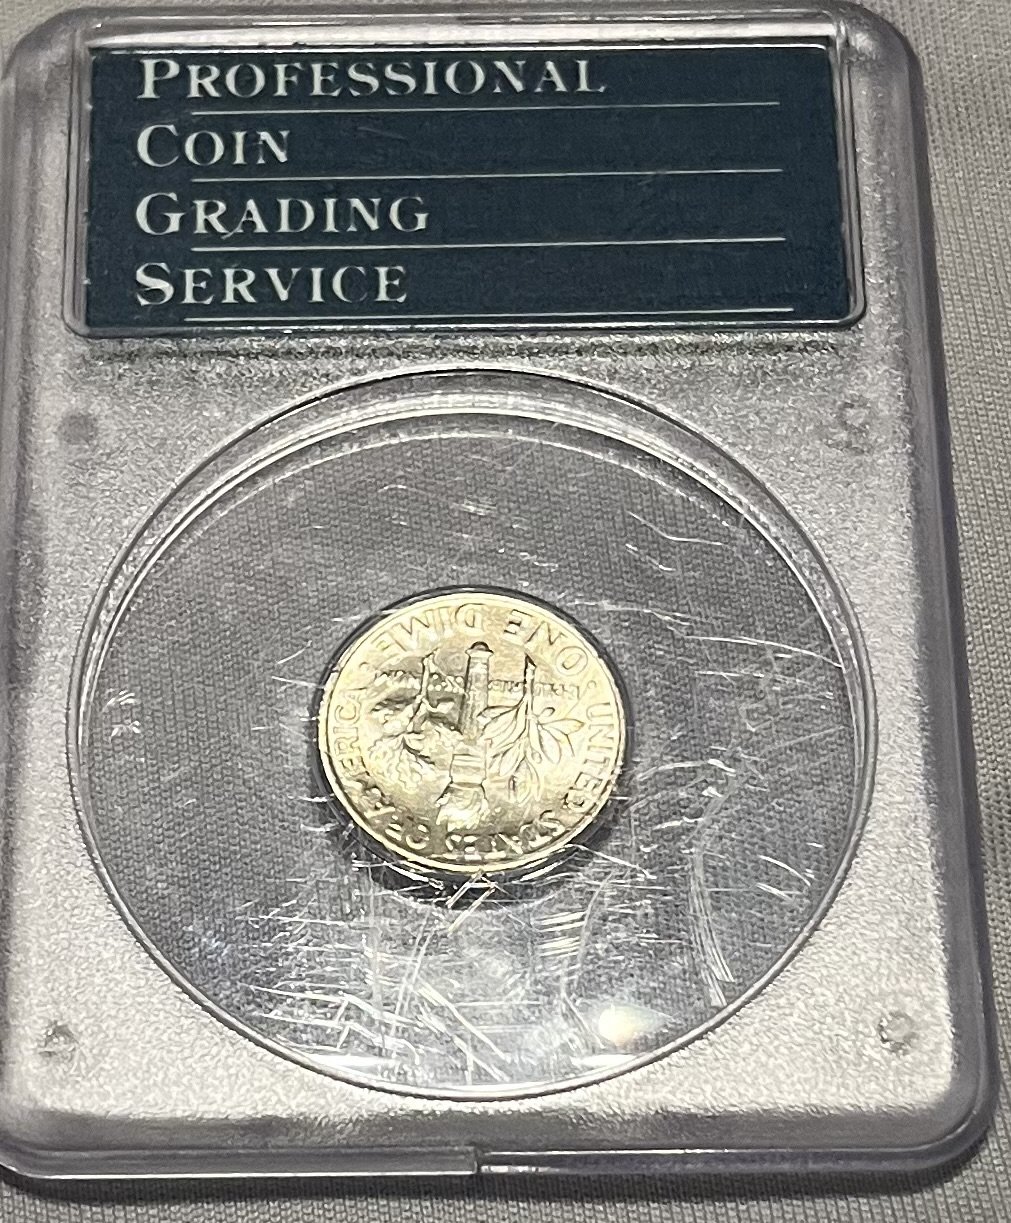 PROFESSIONAL
COIN
GRADING
SERVICE
UNITED STATES OF AMERICA
ONE DIME